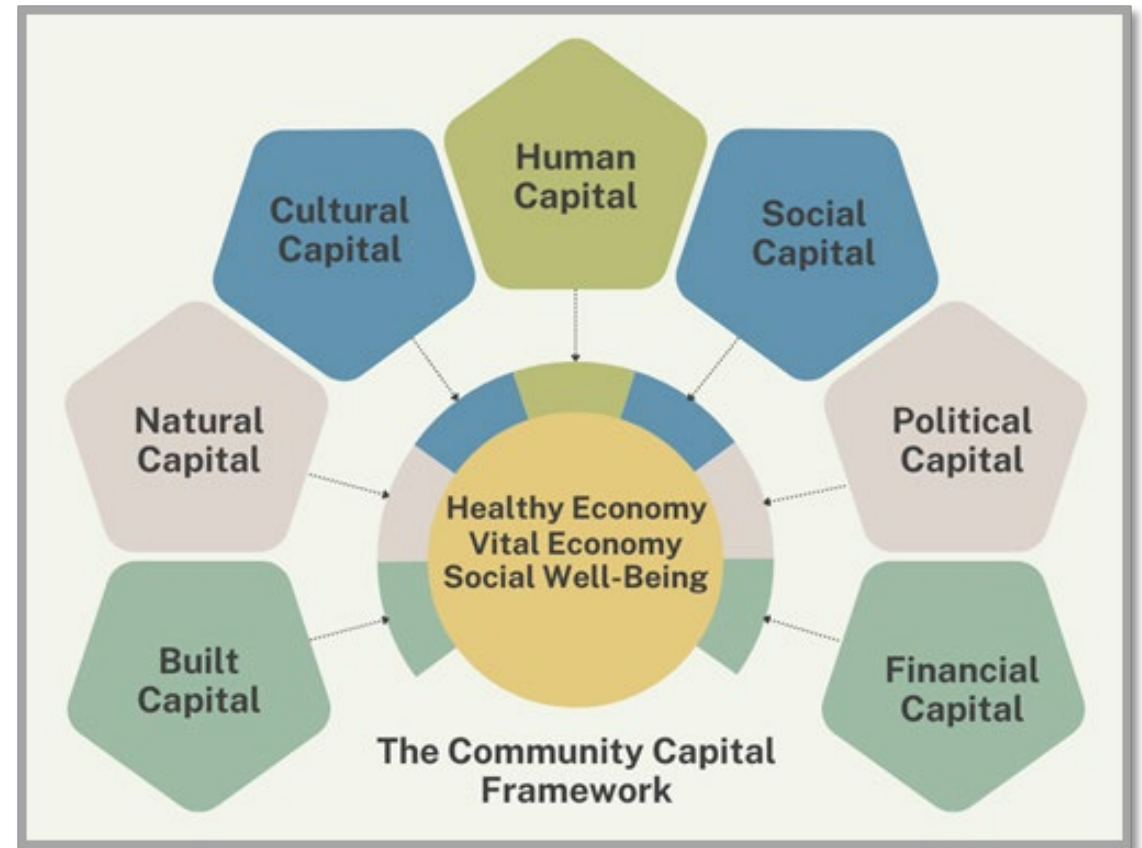 Human
Capital
Cultural
Capital
Social
Capital
Natural
Capital
Political
Capital
Healthy Economy
Vital Economy
Social Well-Being
Built
Capital
Financial
Capital
The Community Capital
Framework